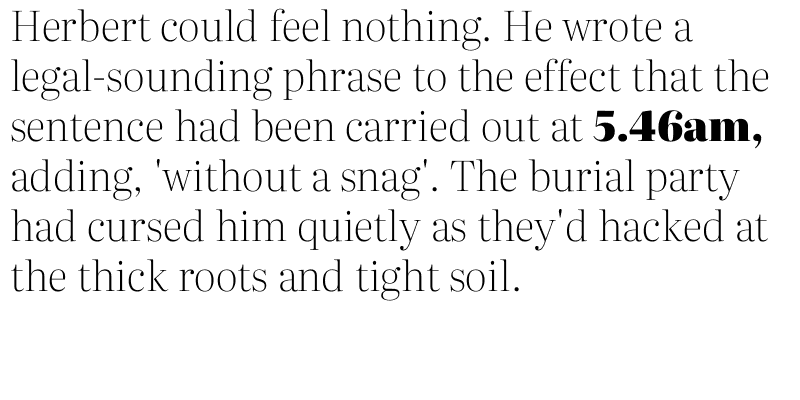 Herbert could feel nothing. He wrote a
legal-sounding phrase to the effect that the
sentence had been carried out at 5.46am,
adding, 'without a snag'. The burial party
had cursed him quietly as they'd hacked at
the thick roots and tight soil.